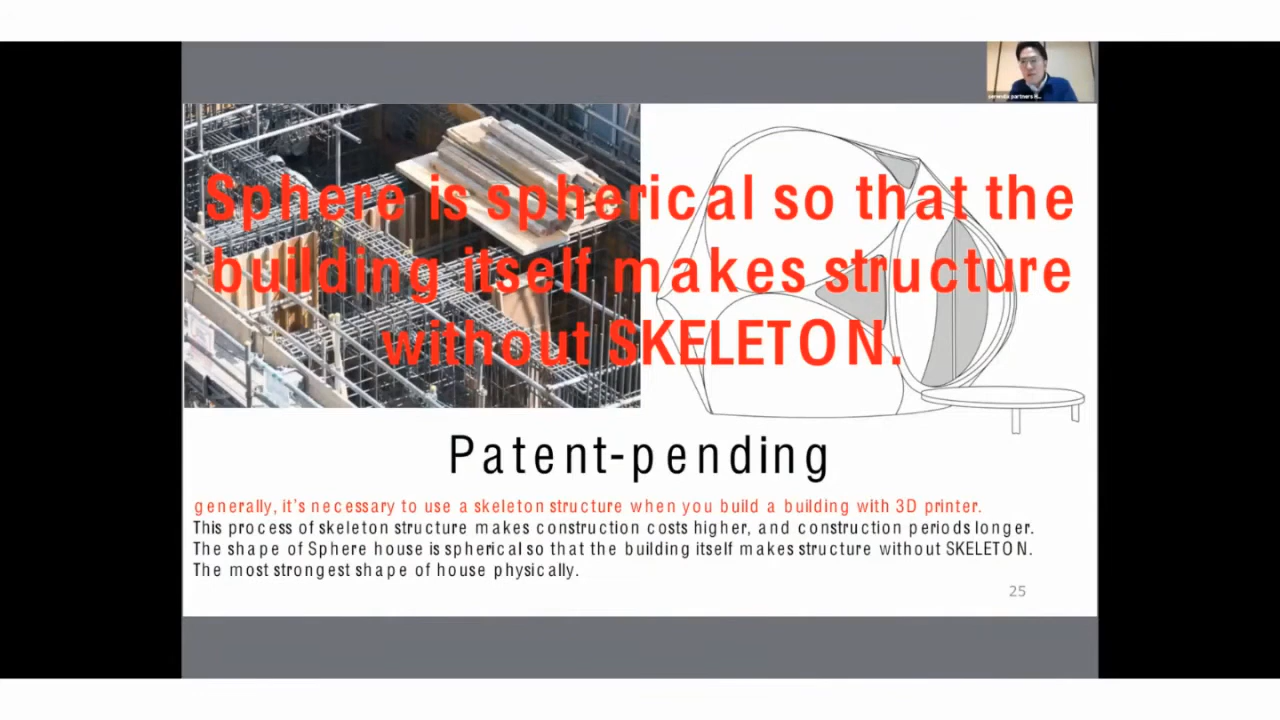 serendix partners
Sphere is spherical so that the
building itself makes structure
without SKELETON.
Patent-pending
generally, it's necessary to use a skeleton structure when you build a building with 3D printer.
This process of skeleton structure makes construction costs higher, and construction periods longer.
The shape of Sphere house is spherical so that the building itself makes structure without SKELETON.
The most strongest shape of house physically.
25